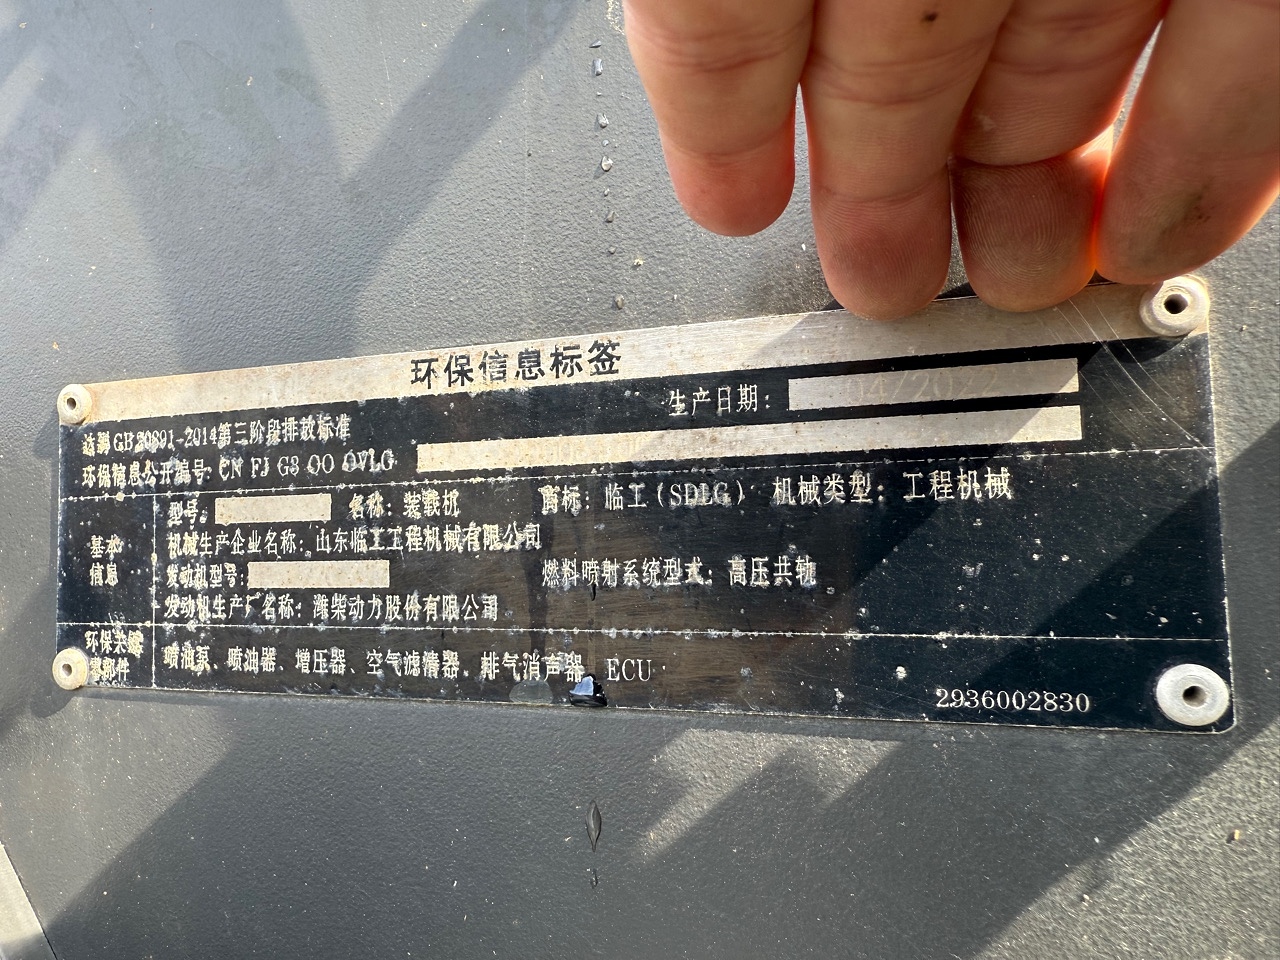 环保信息标签
生产日期: 04/2022
达到GB20891-2014第三阶段排放标准
环保信息公开编号: CN FJ G3 00 0VLG
型号: 名称: 装载机 商标: 临工(SDLG) 机械类型: 工程机械
基本信息
机械生产企业名称: 山东临工工程机械有限公司
发动机型号: 燃料喷射系统型式: 高压共轨
发动机生产厂名称: 潍柴动力股份有限公司
环保关键零部件
喷油泵、喷油器、增压器、空气滤清器、排气消声器 ECU
2936002830